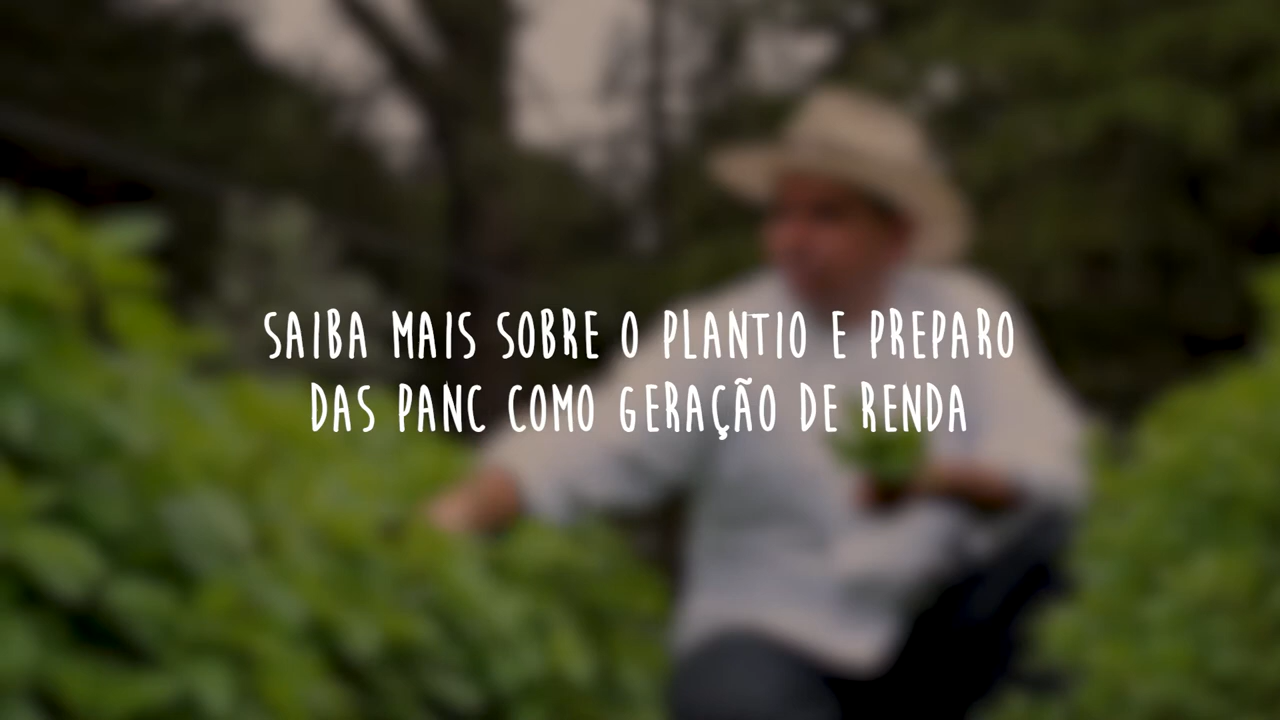 SAIBA MAIS SOBRE O PLANTIO E PREPARO
DAS PANC COMO GERAÇÃO DE RENDA